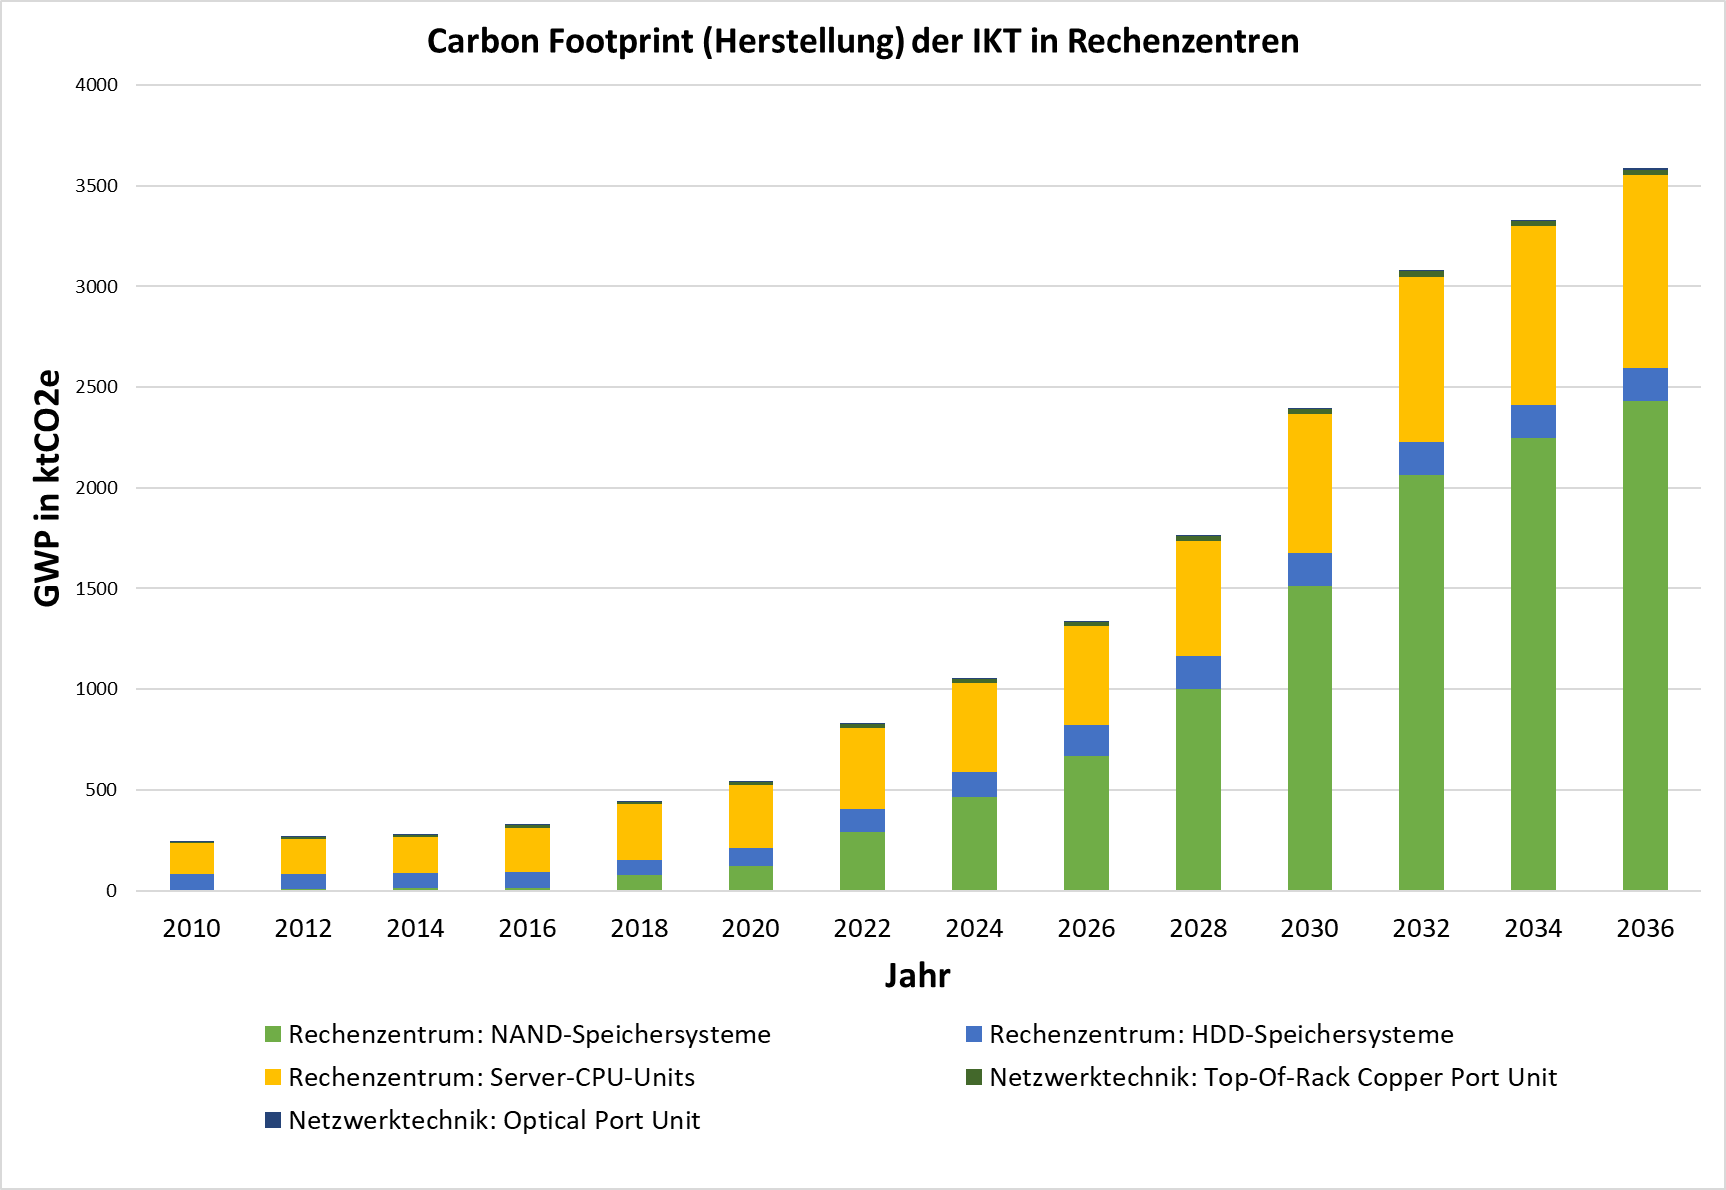 Carbon Footprint (Herstellung) der IKT in Rechenzentren
4000
3500
3000
2500
2000
1500
1000
500
0
GWP in ktCO2e
2010 2012 2014 2016 2018 2020 2022 2024 2026 2028 2030 2032 2034 2036
Jahr
Rechenzentrum: NAND-Speichersysteme
Rechenzentrum: HDD-Speichersysteme
Rechenzentrum: Server-CPU-Units
Netzwerktechnik: Top-Of-Rack Copper Port Unit
Netzwerktechnik: Optical Port Unit